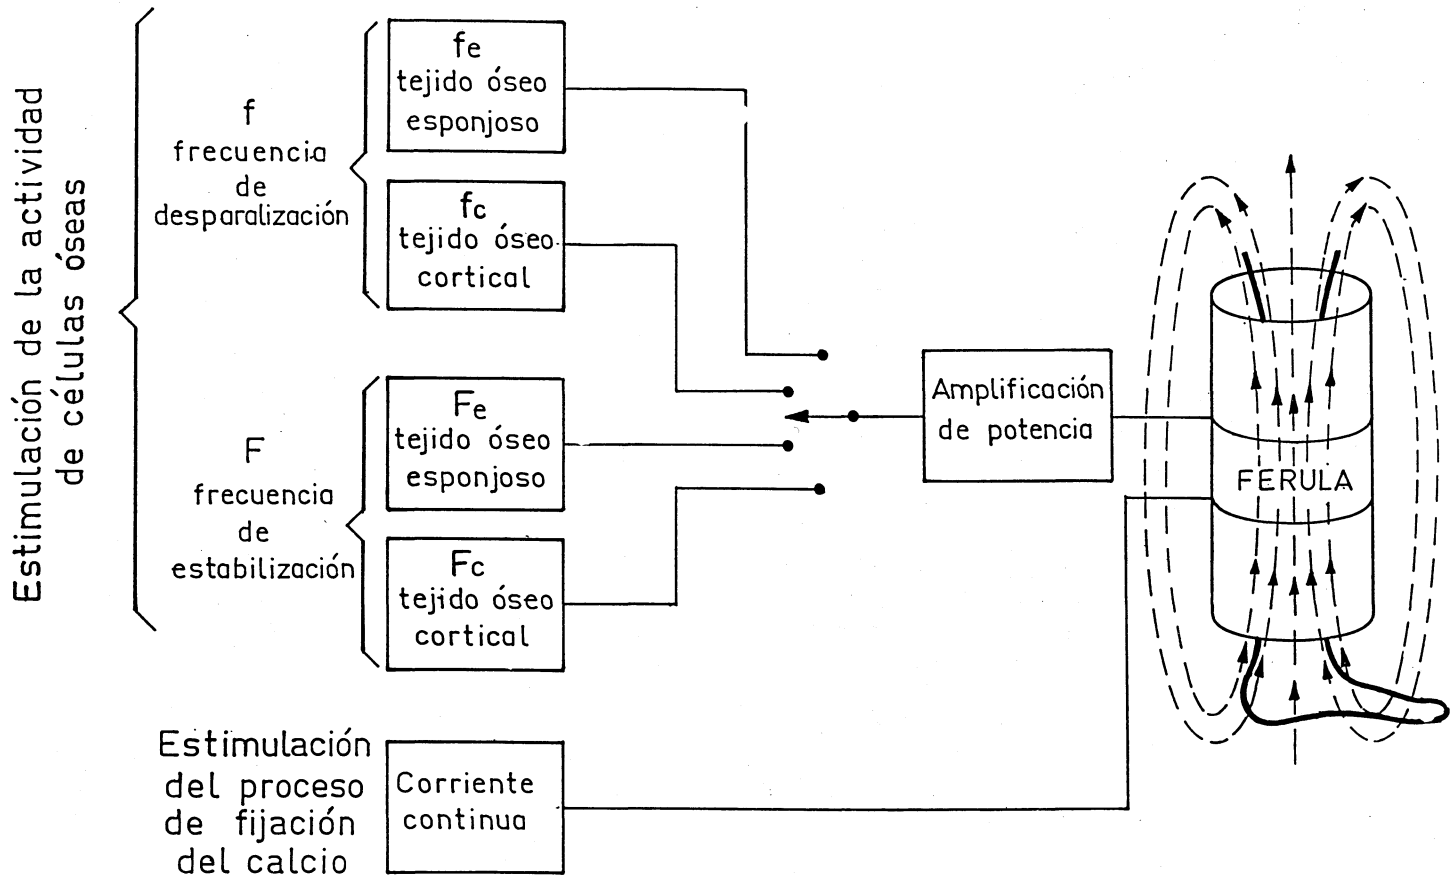 Estimulación de la actividad
de células óseas
f
frecuencia
de
desparalización
fe
tejido óseo
esponjoso
fc
tejido óseo
cortical
F
frecuencia
de
estabilización
Fe
tejido óseo
esponjoso
Fc
tejido óseo
cortical
Estimulación
del proceso
de fijación
del calcio
Corriente
continua
Amplificación
de potencia
FERULA